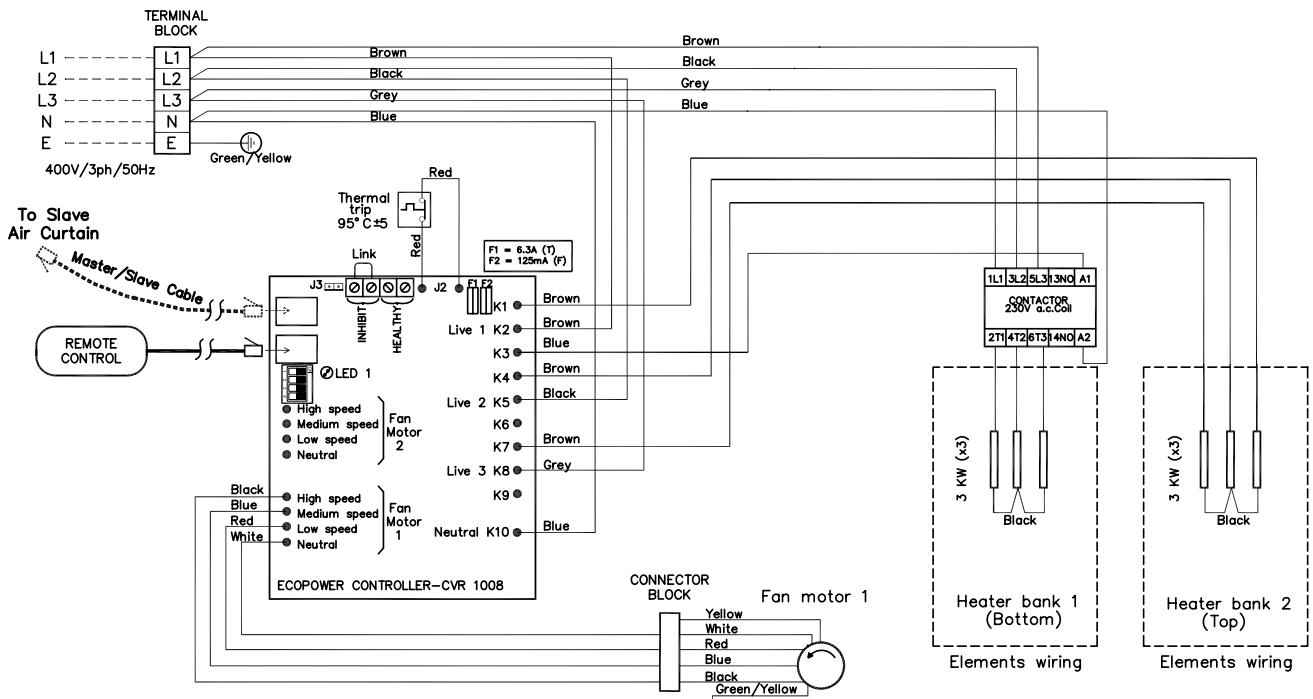 TERMINAL
BLOCK
L1 L1
L2 L2
L3 L3
N N
E E
400V/3ph/50Hz
Green/Yellow
Brown
Black
Grey
Blue
Brown
Black
Grey
Blue
To Slave
Air Curtain
Master/Slave Cable
REMOTE
CONTROL
Thermal
trip
95°C±5
Red
Red
Link
F1 = 6.3A (T)
F2 = 125mA (F)
J3
J2
F1 F2
INHIBIT
HEALTHY
LED 1
K1 Brown
Live 1 K2 Brown
K3 Blue
K4 Brown
Live 2 K5 Black
K6
K7 Brown
Live 3 K8 Grey
K9
Neutral K10 Blue
High speed
Medium speed
Low speed
Neutral
Fan
Motor
2
Black High speed
Blue Medium speed
Red Low speed
White Neutral
Fan
Motor
1
ECOPOWER CONTROLLER-CVR 1008
1L1 3L2 5L3 13NO A1
CONTACTOR
230V a.c.Coil
2T1 4T2 6T3 14NO A2
3 KW (x3)
Black
Heater bank 1
(Bottom)
Elements wiring
3 KW (x3)
Black
Heater bank 2
(Top)
Elements wiring
CONNECTOR
BLOCK
Fan motor 1
Yellow
White
Red
Blue
Black
Green/Yellow